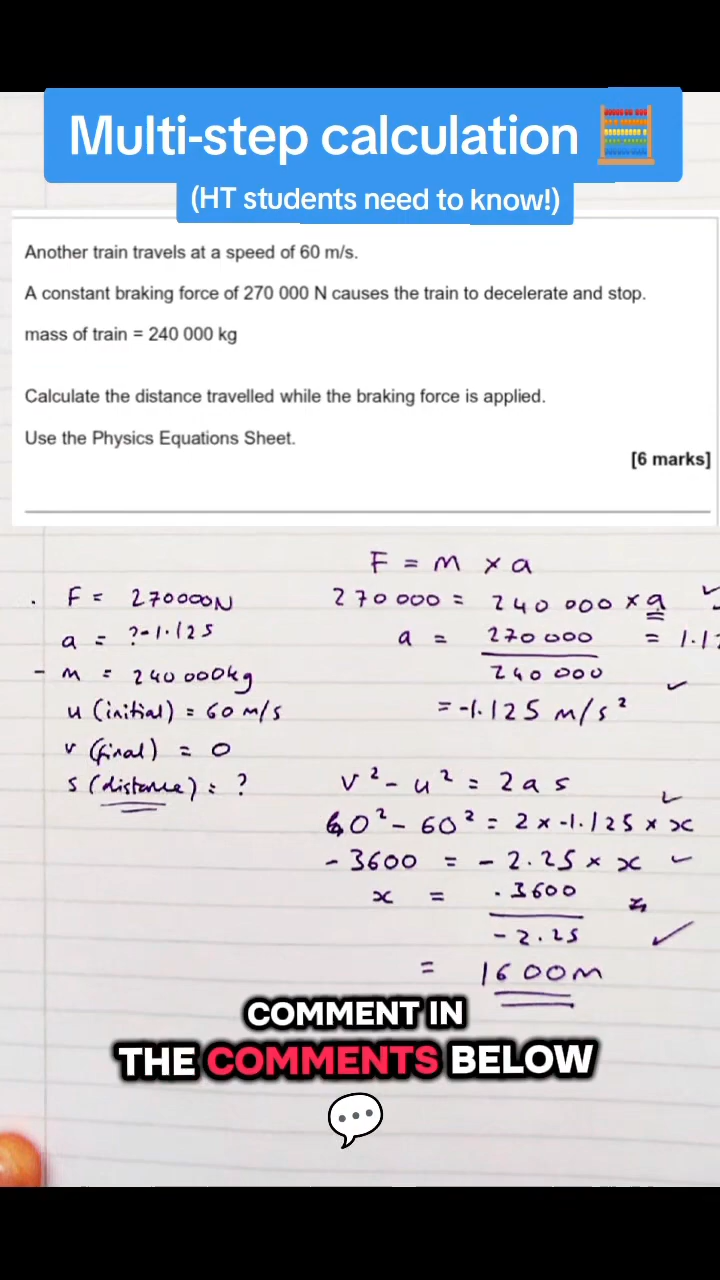 Multi-step calculation 🧮
(HT students need to know!)
Another train travels at a speed of 60 m/s.
A constant braking force of 270 000 N causes the train to decelerate and stop.
mass of train = 240 000 kg
Calculate the distance travelled while the braking force is applied.
Use the Physics Equations Sheet.
[6 marks]
F = 270000N
a = ?-1.125
- m = 240 000kg
u (initial) = 60 m/s
v (final) = 0
s (distance) = ?
F = m × a
270 000 = 240 000 × a ✓
a = 270 000 / 240 000 = 1.12
= -1.125 m/s² ✓
v² - u² = 2 a s
0² - 60² = 2 × -1.125 × x ✓
- 3600 = - 2.25 × x ✓
x = -3600 / -2.25 ✓
= 1600m
COMMENT IN
THE COMMENTS BELOW